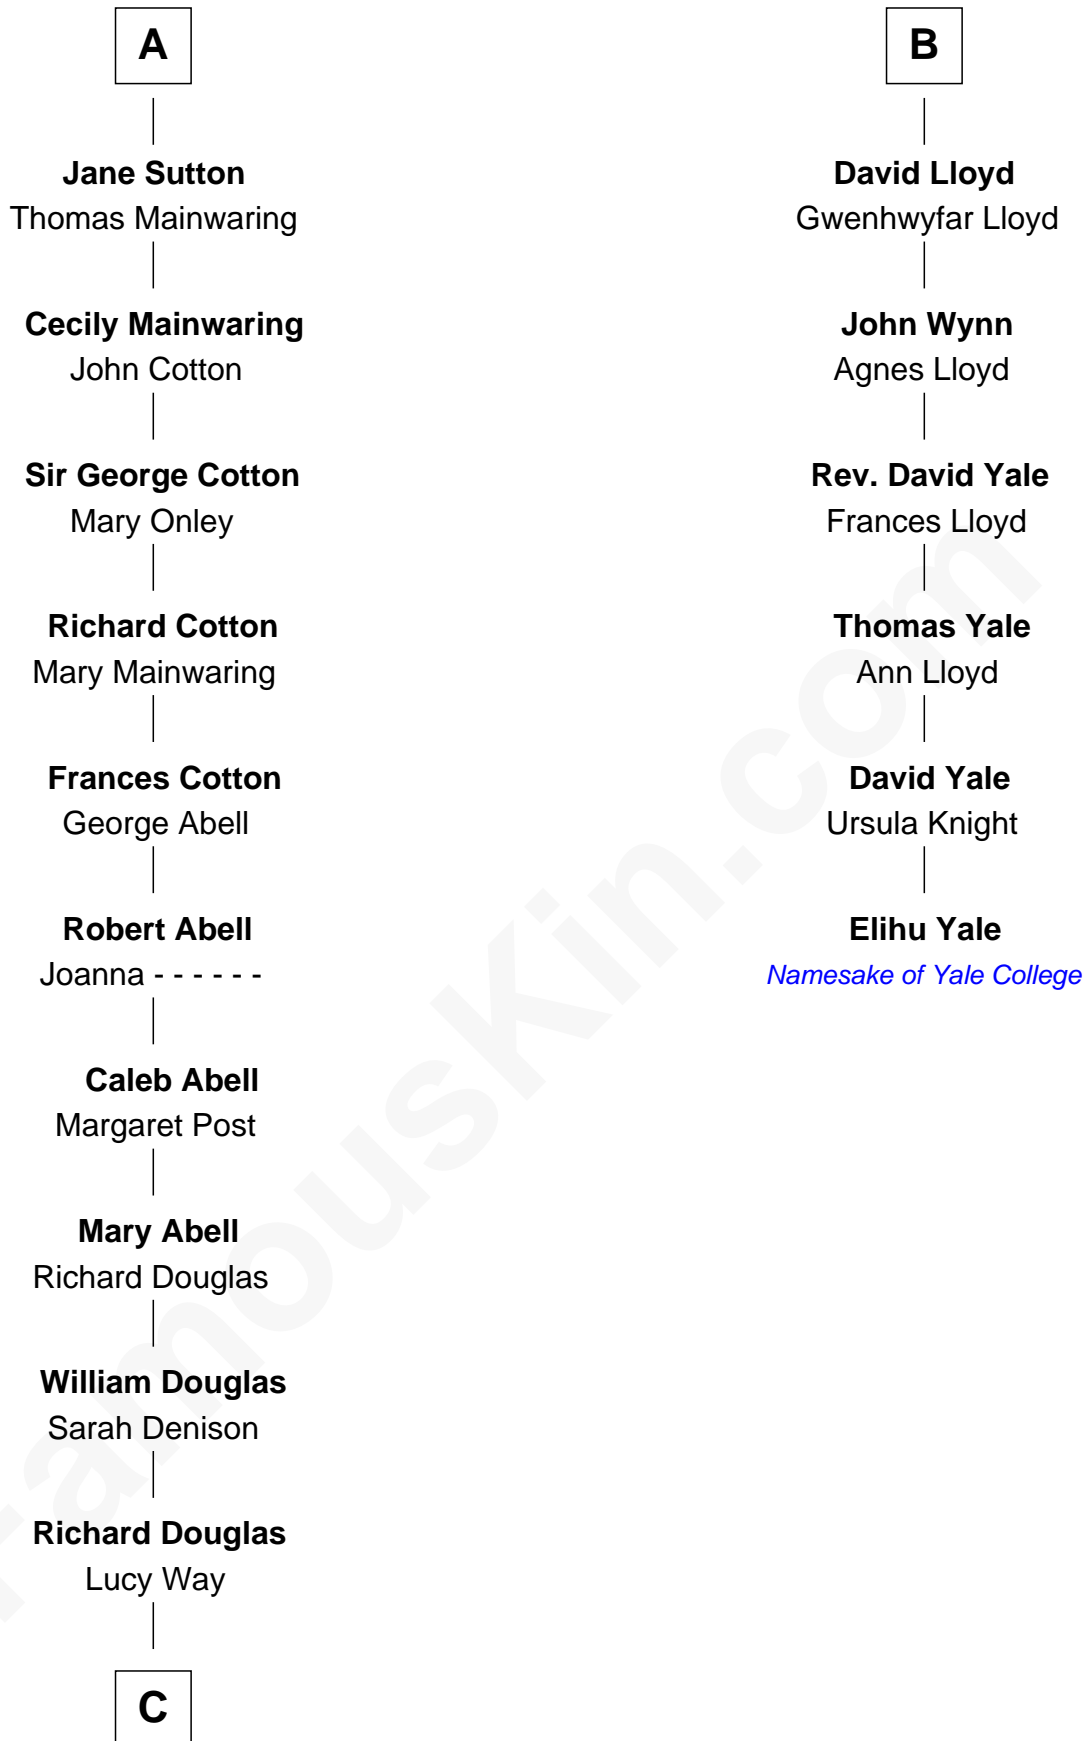 A
Jane Sutton
Thomas Mainwaring
Cecily Mainwaring
John Cotton
Sir George Cotton
Mary Onley
Richard Cotton
Mary Mainwaring
Frances Cotton
George Abell
Robert Abell
Joanna - - - - - -
Caleb Abell
Margaret Post
Mary Abell
Richard Douglas
William Douglas
Sarah Denison
Richard Douglas
Lucy Way
C
B
David Lloyd
Gwenhwyfar Lloyd
John Wynn
Agnes Lloyd
Rev. David Yale
Frances Lloyd
Thomas Yale
Ann Lloyd
David Yale
Ursula Knight
Elihu Yale
Namesake of Yale College
FamousKin.com